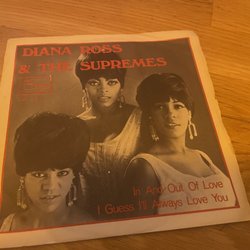 DIANA ROSS
& THE SUPREMES
In And Out Of Love
I Guess I'll Always Love You